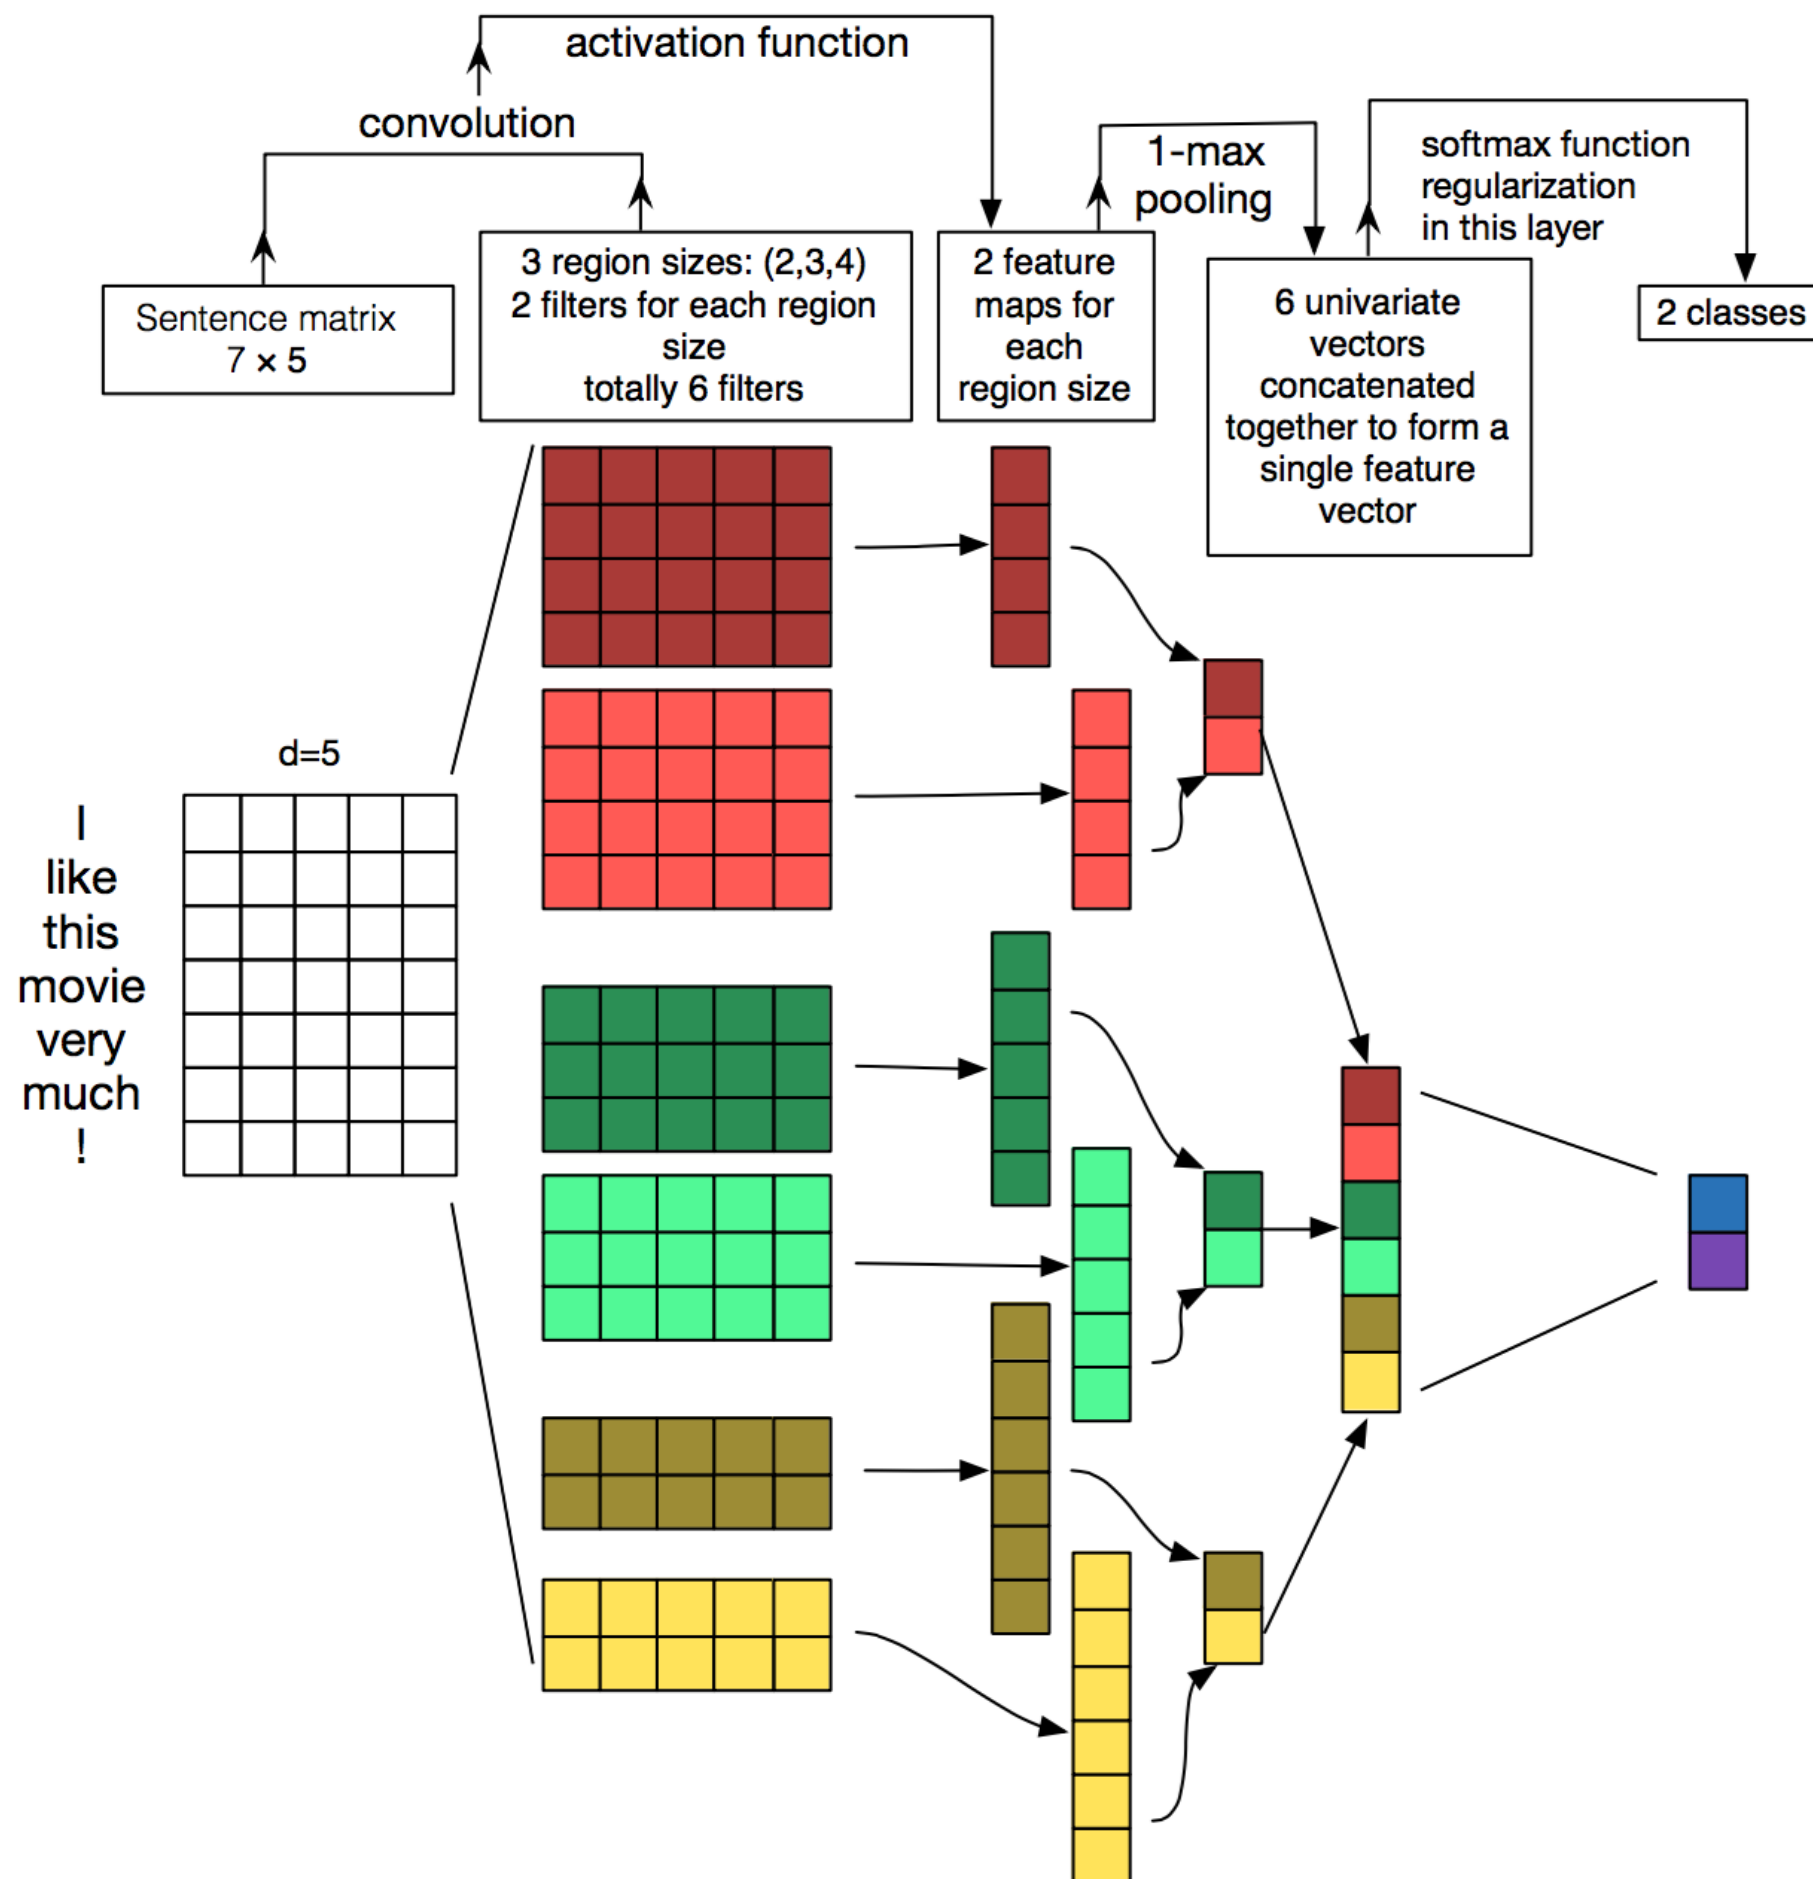 activation function
convolution
1-max
pooling
softmax function
regularization
in this layer
Sentence matrix
7 × 5
3 region sizes: (2,3,4)
2 filters for each region
size
totally 6 filters
2 feature
maps for
each
region size
6 univariate
vectors
concatenated
together to form a
single feature
vector
2 classes
d=5
I
like
this
movie
very
much
!